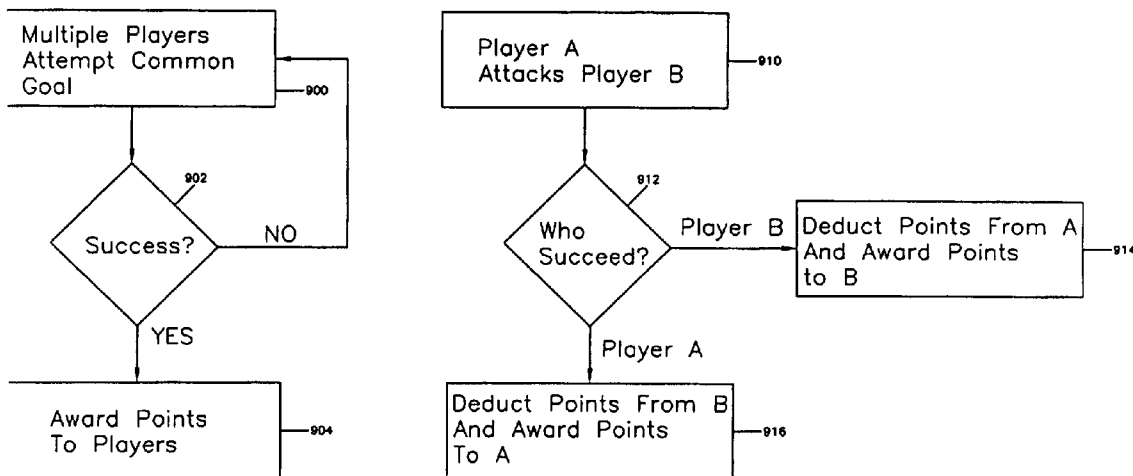 Multiple Players
Attempt Common
Goal
900
902
Success?
NO
YES
Award Points
To Players
904
Player A
Attacks Player B
910
912
Who
Succeed?
Player B
Deduct Points From A
And Award Points
to B
914
Player A
Deduct Points From B
And Award Points
To A
916